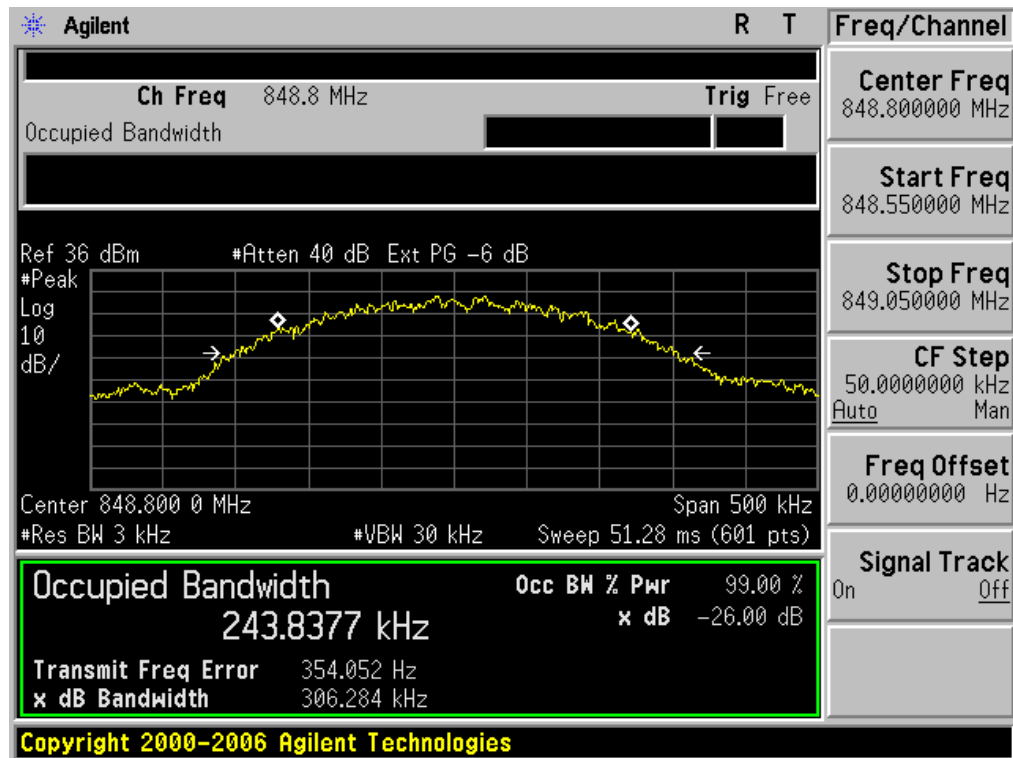 Agilent R T
Ch Freq 848.8 MHz Trig Free
Occupied Bandwidth
Ref 36 dBm #Atten 40 dB Ext PG -6 dB
#Peak
Log
10
dB/
Center 848.800 0 MHz Span 500 kHz
#Res BW 3 kHz #VBW 30 kHz Sweep 51.28 ms (601 pts)
Occupied Bandwidth
243.8377 kHz
Occ BW % Pwr 99.00 %
x dB -26.00 dB
Transmit Freq Error 354.052 Hz
x dB Bandwidth 306.284 kHz
Copyright 2000-2006 Agilent Technologies
Freq/Channel
Center Freq
848.800000 MHz
Start Freq
848.550000 MHz
Stop Freq
849.050000 MHz
CF Step
50.0000000 kHz
Auto Man
Freq Offset
0.00000000 Hz
Signal Track
On Off